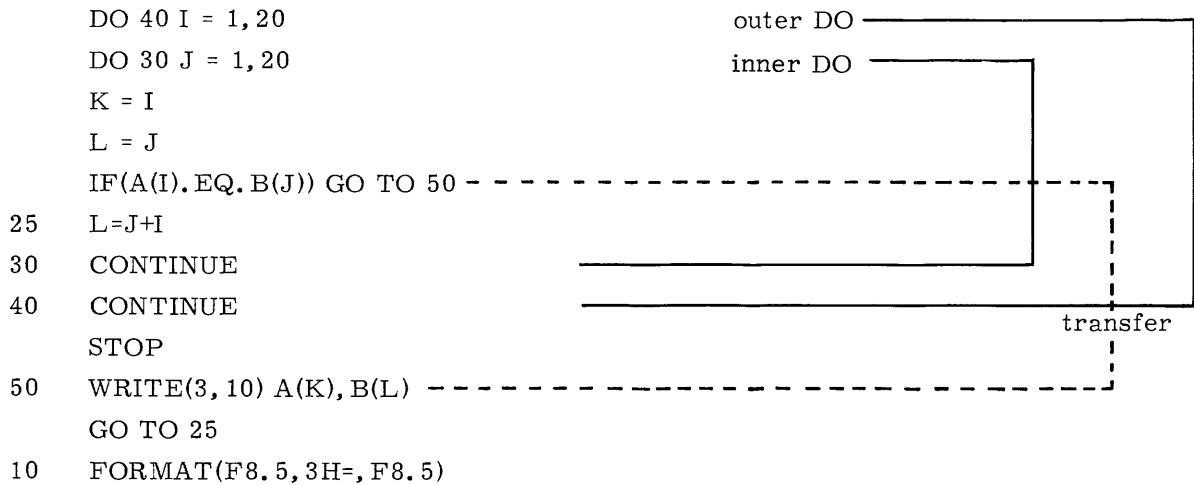 DO 40 I = 1,20 outer DO
DO 30 J = 1,20 inner DO
K = I
L = J
IF(A(I).EQ.B(J)) GO TO 50
25 L=J+I
30 CONTINUE
40 CONTINUE
transfer
STOP
50 WRITE(3,10) A(K),B(L)
GO TO 25
10 FORMAT(F8.5,3H=,F8.5)